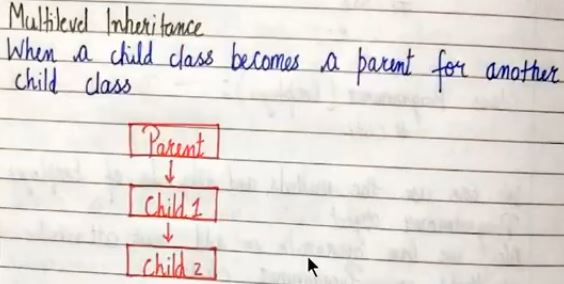 Multilevel Inheritance
When a child class becomes a parent for another
child class
Parent
Child 1
Child 2